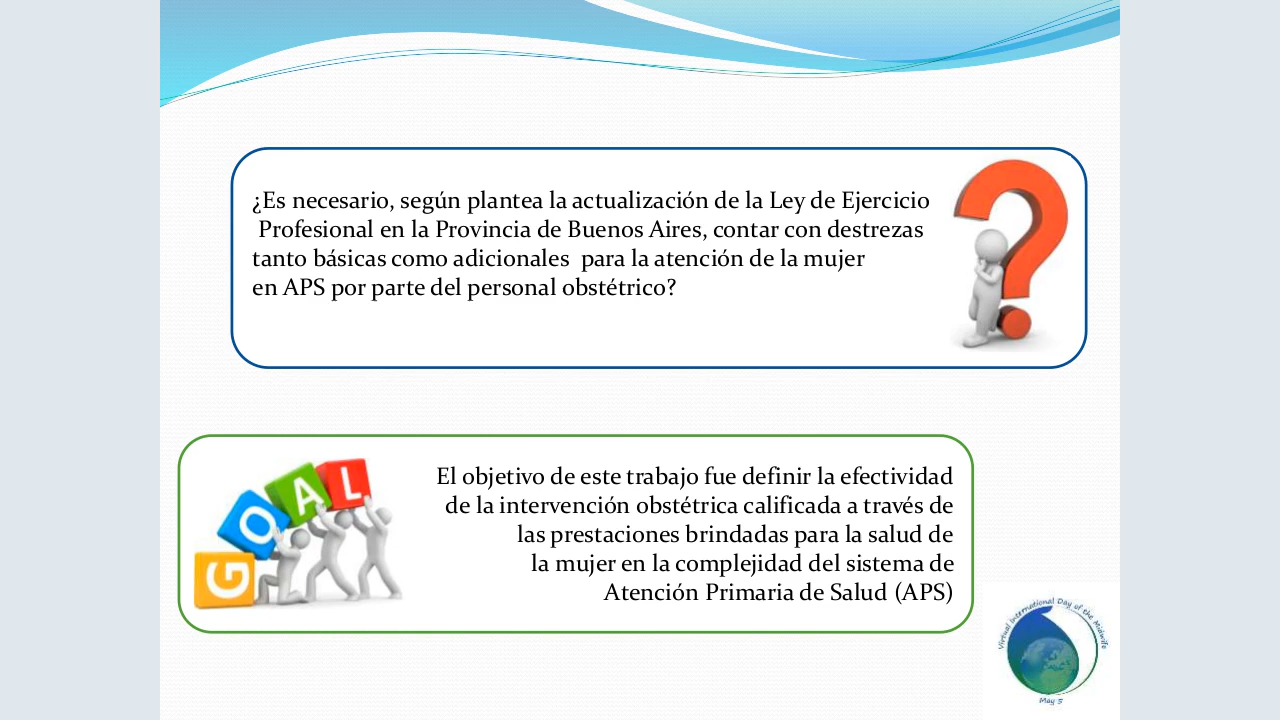 ¿Es necesario, según plantea la actualización de la Ley de Ejercicio
Profesional en la Provincia de Buenos Aires, contar con destrezas
tanto básicas como adicionales para la atención de la mujer
en APS por parte del personal obstétrico?
GOAL
El objetivo de este trabajo fue definir la efectividad
de la intervención obstétrica calificada a través de
las prestaciones brindadas para la salud de
la mujer en la complejidad del sistema de
Atención Primaria de Salud (APS)
Virtual International Day of the Midwife
May 5